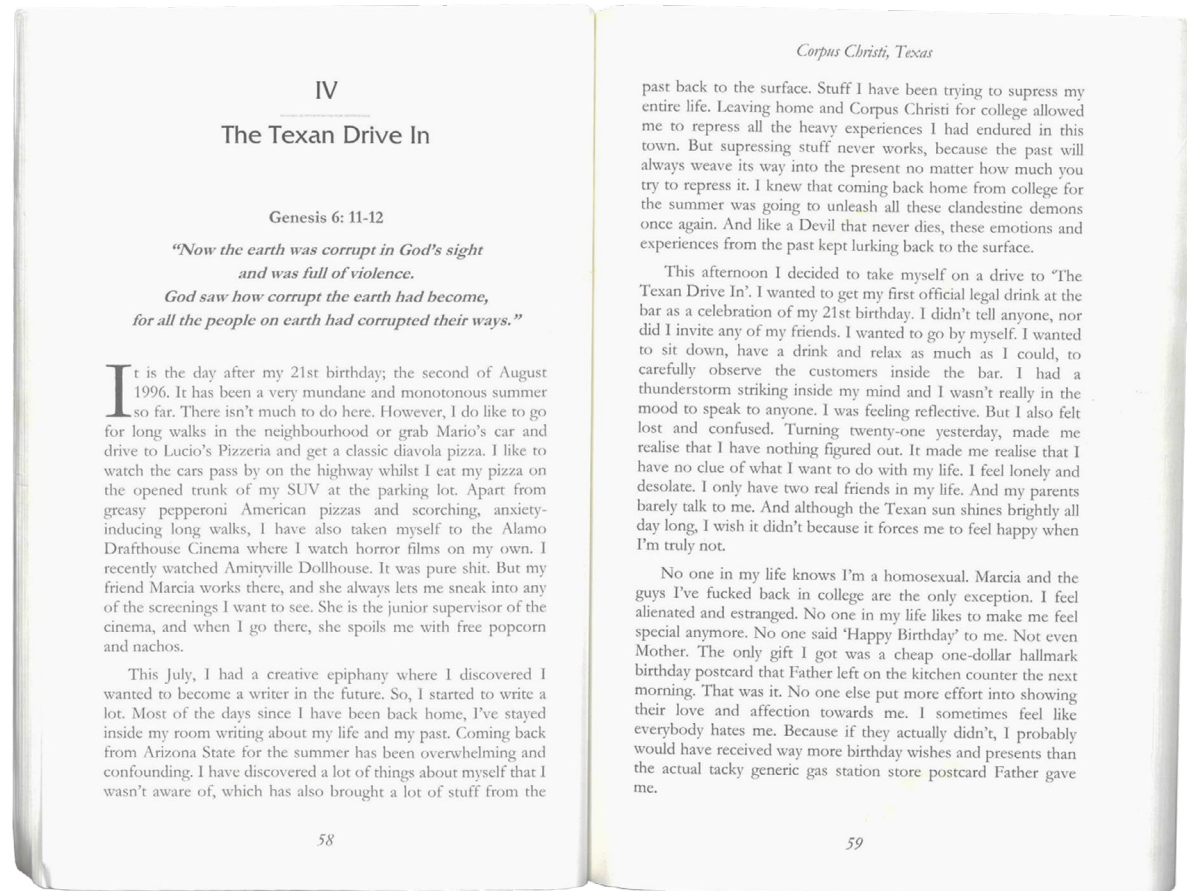 IV
The Texan Drive In
Genesis 6: 11-12
“Now the earth was corrupt in God’s sight
and was full of violence.
God saw how corrupt the earth had become,
for all the people on earth had corrupted their ways.”
It is the day after my 21st birthday; the second of August
1996. It has been a very mundane and monotonous summer
so far. There isn’t much to do here. However, I do like to go
for long walks in the neighbourhood or grab Mario’s car and
drive to Lucio’s Pizzeria and get a classic diavola pizza. I like to
watch the cars pass by on the highway whilst I eat my pizza on
the opened trunk of my SUV at the parking lot. Apart from
greasy pepperoni American pizzas and scorching, anxiety-
inducing long walks, I have also taken myself to the Alamo
Drafthouse Cinema where I watch horror films on my own. I
recently watched Amityville Dollhouse. It was pure shit. But my
friend Marcia works there, and she always lets me sneak into any
of the screenings I want to see. She is the junior supervisor of the
cinema, and when I go there, she spoils me with free popcorn
and nachos.
This July, I had a creative epiphany where I discovered I
wanted to become a writer in the future. So, I started to write a
lot. Most of the days since I have been back home, I’ve stayed
inside my room writing about my life and my past. Coming back
from Arizona State for the summer has been overwhelming and
confounding. I have discovered a lot of things about myself that I
wasn’t aware of, which has also brought a lot of stuff from the
58
Corpus Christi, Texas
past back to the surface. Stuff I have been trying to supress my
entire life. Leaving home and Corpus Christi for college allowed
me to repress all the heavy experiences I had endured in this
town. But supressing stuff never works, because the past will
always weave its way into the present no matter how much you
try to repress it. I knew that coming back home from college for
the summer was going to unleash all these clandestine demons
once again. And like a Devil that never dies, these emotions and
experiences from the past kept lurking back to the surface.
This afternoon I decided to take myself on a drive to ‘The
Texan Drive In’. I wanted to get my first official legal drink at the
bar as a celebration of my 21st birthday. I didn’t tell anyone, nor
did I invite any of my friends. I wanted to go by myself. I wanted
to sit down, have a drink and relax as much as I could, to
carefully observe the customers inside the bar. I had a
thunderstorm striking inside my mind and I wasn’t really in the
mood to speak to anyone. I was feeling reflective. But I also felt
lost and confused. Turning twenty-one yesterday, made me
realise that I have nothing figured out. It made me realise that I
have no clue of what I want to do with my life. I feel lonely and
desolate. I only have two real friends in my life. And my parents
barely talk to me. And although the Texan sun shines brightly all
day long, I wish it didn’t because it forces me to feel happy when
I’m truly not.
No one in my life knows I’m a homosexual. Marcia and the
guys I’ve fucked back in college are the only exception. I feel
alienated and estranged. No one in my life likes to make me feel
special anymore. No one said ‘Happy Birthday’ to me. Not even
Mother. The only gift I got was a cheap one-dollar hallmark
birthday postcard that Father left on the kitchen counter the next
morning. That was it. No one else put more effort into showing
their love and affection towards me. I sometimes feel like
everybody hates me. Because if they actually didn’t, I probably
would have received way more birthday wishes and presents than
the actual tacky generic gas station store postcard Father gave
me.
59